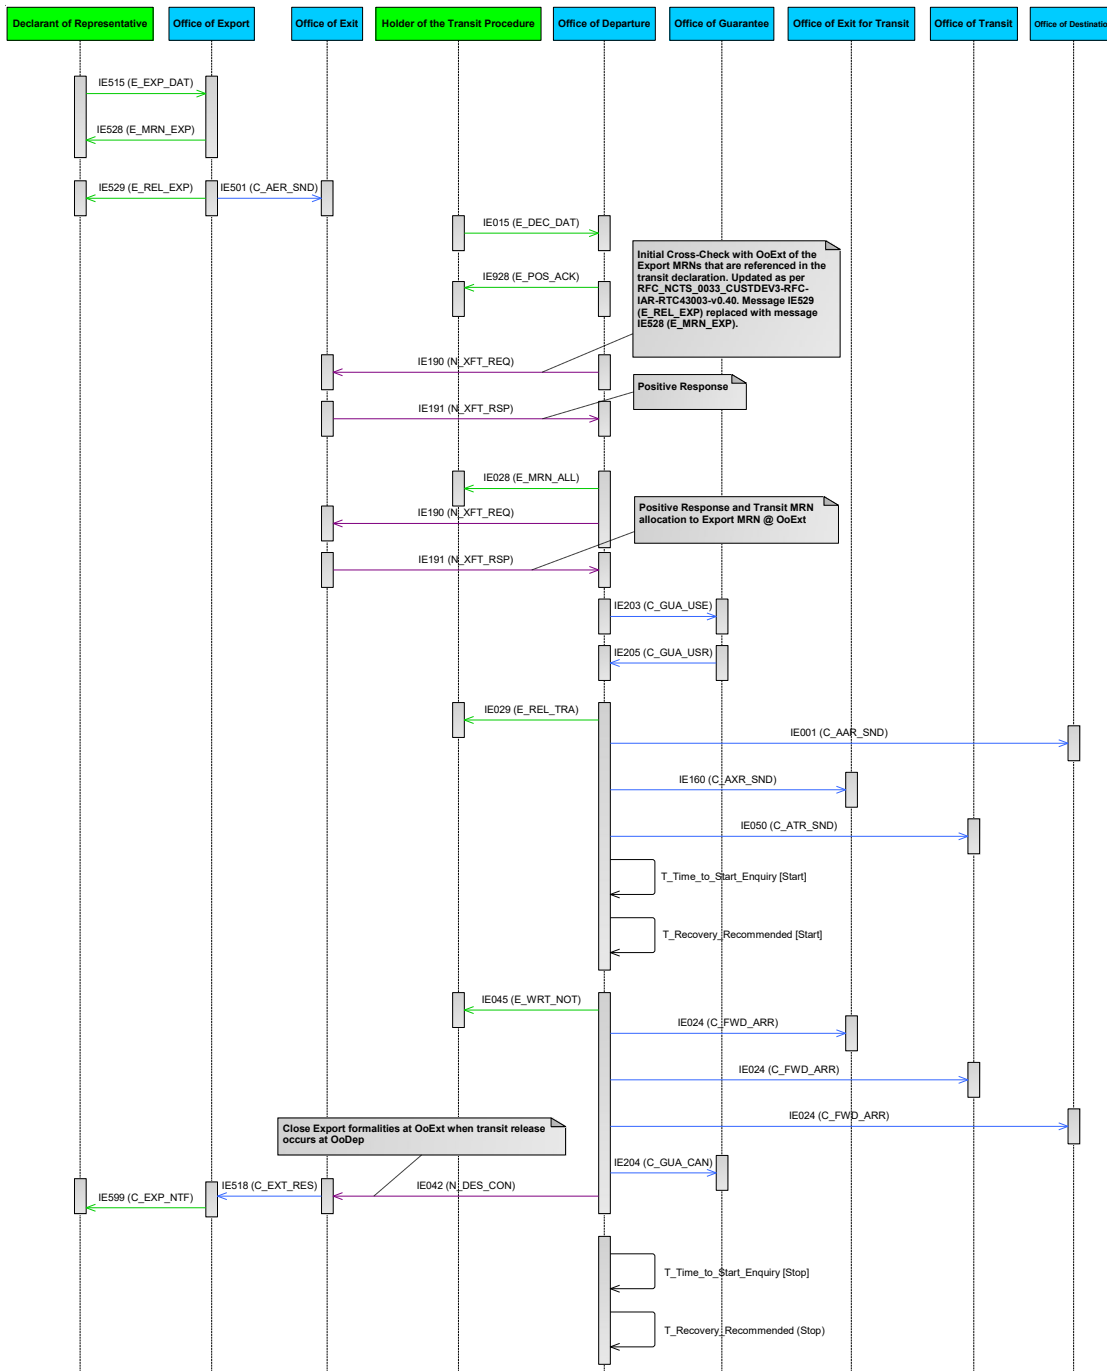 Declarant of Representative
Office of Export
Office of Exit
Holder of the Transit Procedure
Office of Departure
Office of Guarantee
Office of Exit for Transit
Office of Transit
Office of Destination
IE515 (E_EXP_DAT)
IE528 (E_MRN_EXP)
IE529 (E_REL_EXP)
IE501 (C_AER_SND)
IE015 (E_DEC_DAT)
Initial Cross-Check with OoExt of the
Export MRNs that are referenced in the
transit declaration. Updated as per
RFC_NCTS_0033_CUSTDEV3-RFC-
IAR-RTC43003-v0.40. Message IE529
(E_REL_EXP) replaced with message
IE528 (E_MRN_EXP).
IE928 (E_POS_ACK)
IE190 (N_XFT_REQ)
Positive Response
IE191 (N_XFT_RSP)
IE028 (E_MRN_ALL)
Positive Response and Transit MRN
allocation to Export MRN @ OoExt
IE190 (N_XFT_REQ)
IE191 (N_XFT_RSP)
IE203 (C_GUA_USE)
IE205 (C_GUA_USR)
IE029 (E_REL_TRA)
IE001 (C_AAR_SND)
IE160 (C_AXR_SND)
IE050 (C_ATR_SND)
T_Time_to_Start_Enquiry [Start]
T_Recovery_Recommended [Start]
IE045 (E_WRT_NOT)
IE024 (C_FWD_ARR)
IE024 (C_FWD_ARR)
IE024 (C_FWD_ARR)
Close Export formalities at OoExt when transit release
occurs at OoDep
IE204 (C_GUA_CAN)
IE599 (C_EXP_NTF)
IE518 (C_EXT_RES)
IE042 (N_DES_CON)
T_Time_to_Start_Enquiry [Stop]
T_Recovery_Recommended (Stop)